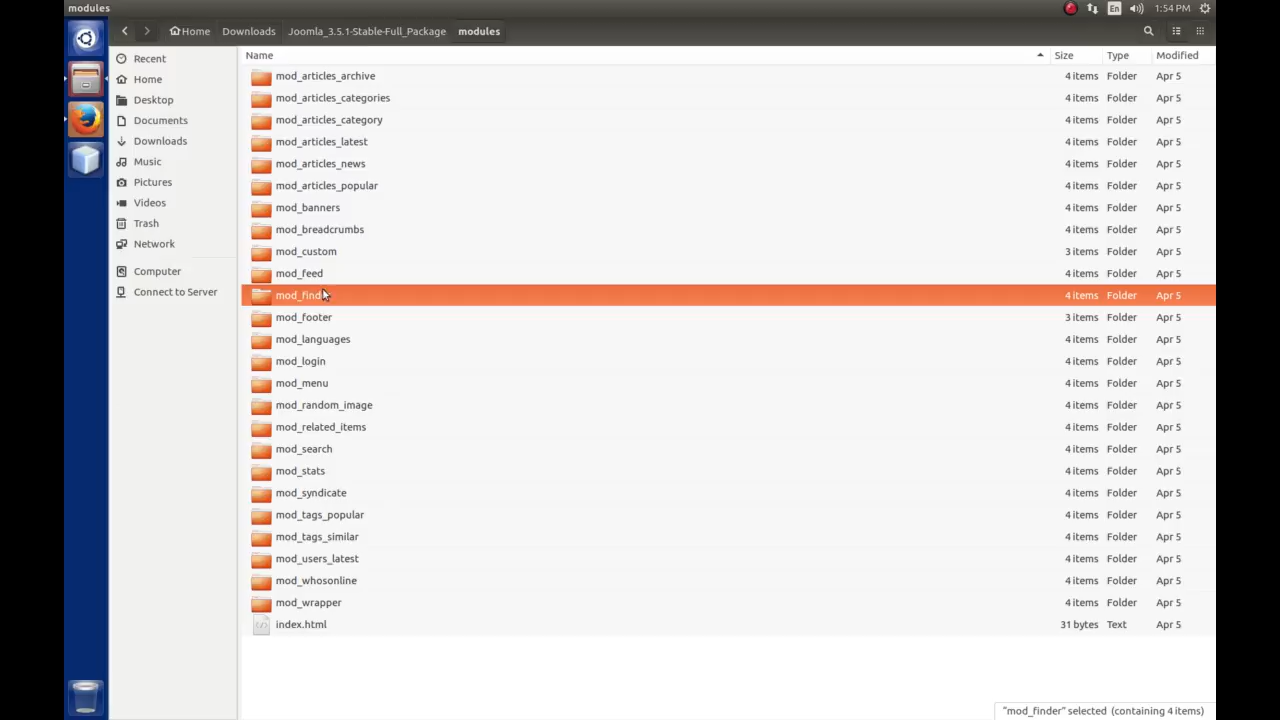 modules
En
1:54 PM
Home Downloads Joomla_3.5.1-Stable-Full_Package modules
Name Size Type Modified
Recent
Home
Desktop
Documents
Downloads
Music
Pictures
Videos
Trash
Network
Computer
Connect to Server
mod_articles_archive 4 items Folder Apr 5
mod_articles_categories 4 items Folder Apr 5
mod_articles_category 4 items Folder Apr 5
mod_articles_latest 4 items Folder Apr 5
mod_articles_news 4 items Folder Apr 5
mod_articles_popular 4 items Folder Apr 5
mod_banners 4 items Folder Apr 5
mod_breadcrumbs 4 items Folder Apr 5
mod_custom 3 items Folder Apr 5
mod_feed 4 items Folder Apr 5
mod_finder 4 items Folder Apr 5
mod_footer 3 items Folder Apr 5
mod_languages 4 items Folder Apr 5
mod_login 4 items Folder Apr 5
mod_menu 4 items Folder Apr 5
mod_random_image 4 items Folder Apr 5
mod_related_items 4 items Folder Apr 5
mod_search 4 items Folder Apr 5
mod_stats 4 items Folder Apr 5
mod_syndicate 4 items Folder Apr 5
mod_tags_popular 4 items Folder Apr 5
mod_tags_similar 4 items Folder Apr 5
mod_users_latest 4 items Folder Apr 5
mod_whosonline 4 items Folder Apr 5
mod_wrapper 4 items Folder Apr 5
index.html 31 bytes Text Apr 5
"mod_finder" selected (containing 4 items)